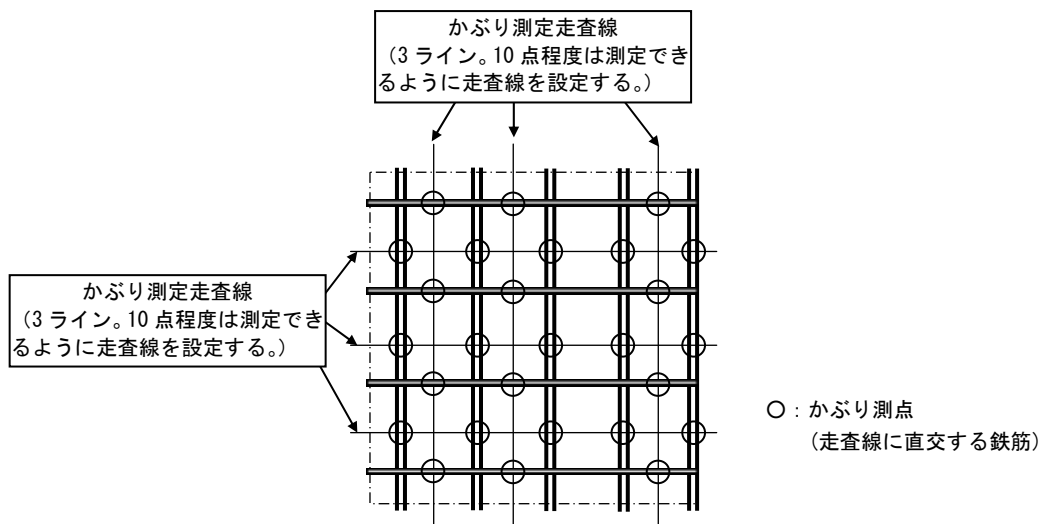 かぶり測定走査線
（3 ライン。10 点程度は測定でき
るように走査線を設定する。）
かぶり測定走査線
（3 ライン。10 点程度は測定でき
るように走査線を設定する。）
○：かぶり測点
(走査線に直交する鉄筋)